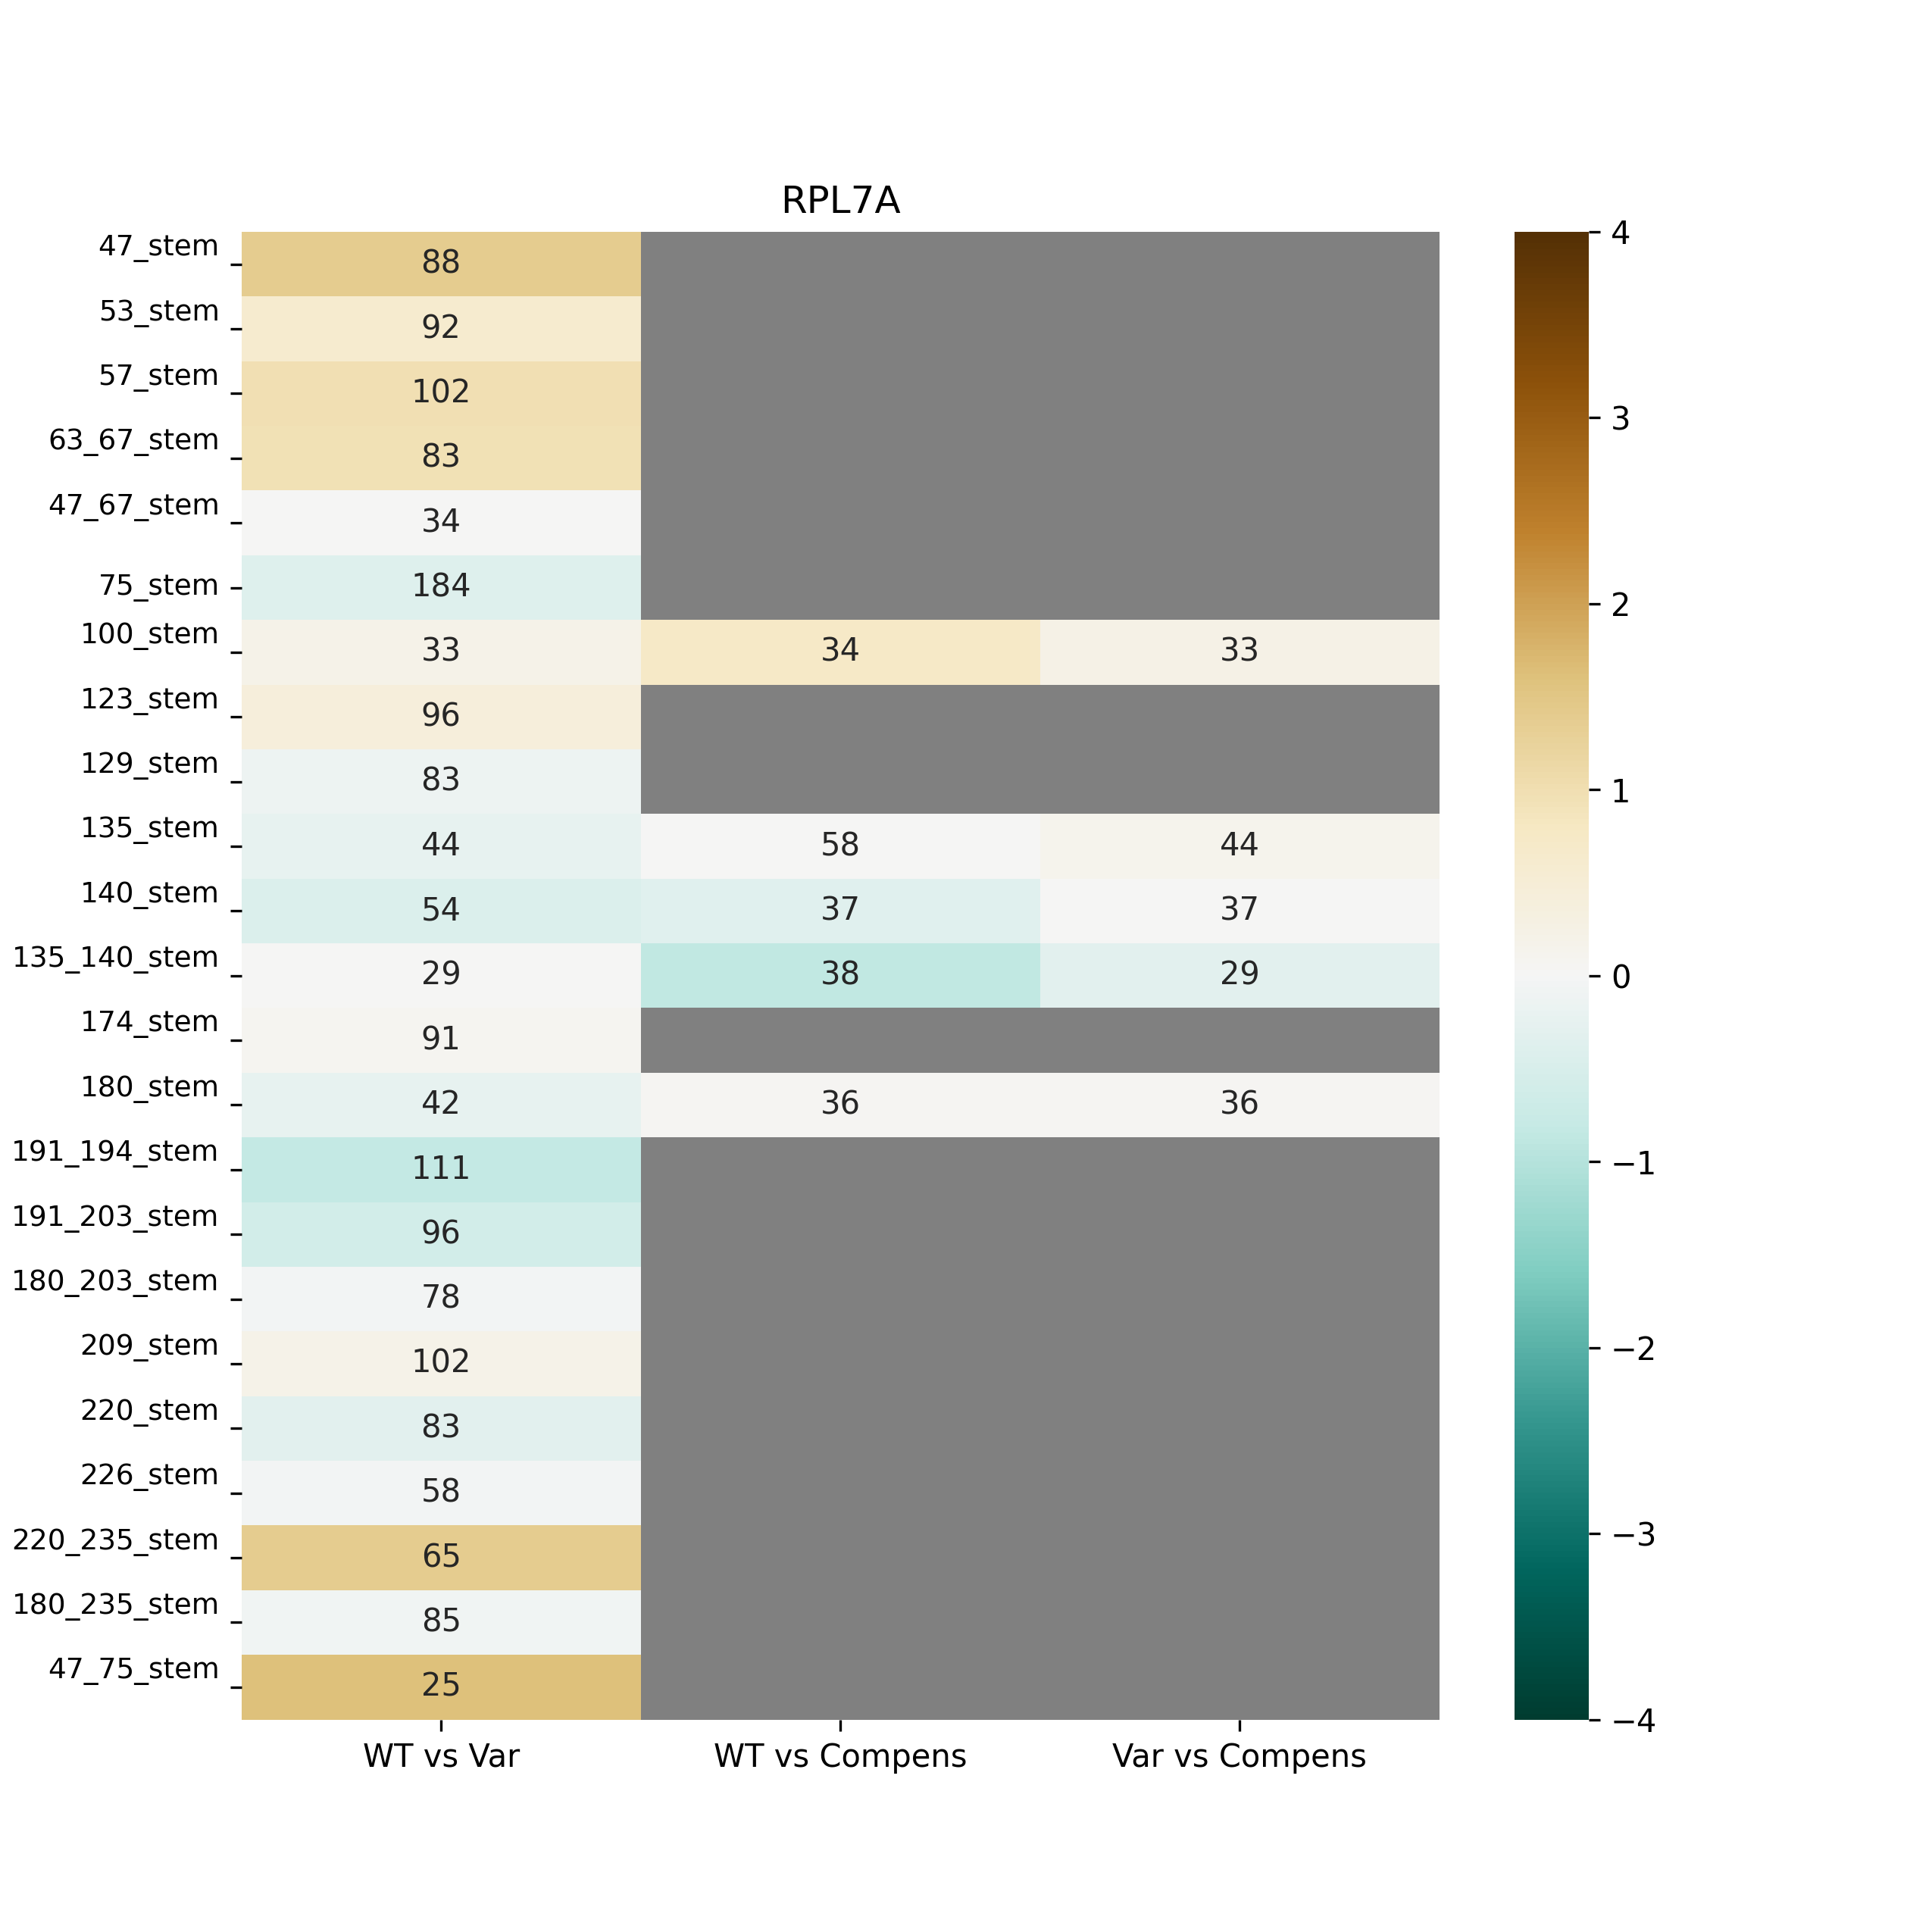 RPL7A
47_stem 88
53_stem 92
57_stem 102
63_67_stem 83
47_67_stem 34
75_stem 184
100_stem 33 34 33
123_stem 96
129_stem 83
135_stem 44 58 44
140_stem 54 37 37
135_140_stem 29 38 29
174_stem 91
180_stem 42 36 36
191_194_stem 111
191_203_stem 96
180_203_stem 78
209_stem 102
220_stem 83
226_stem 58
220_235_stem 65
180_235_stem 85
47_75_stem 25
WT vs Var WT vs Compens Var vs Compens
4
3
2
1
0
−1
−2
−3
−4